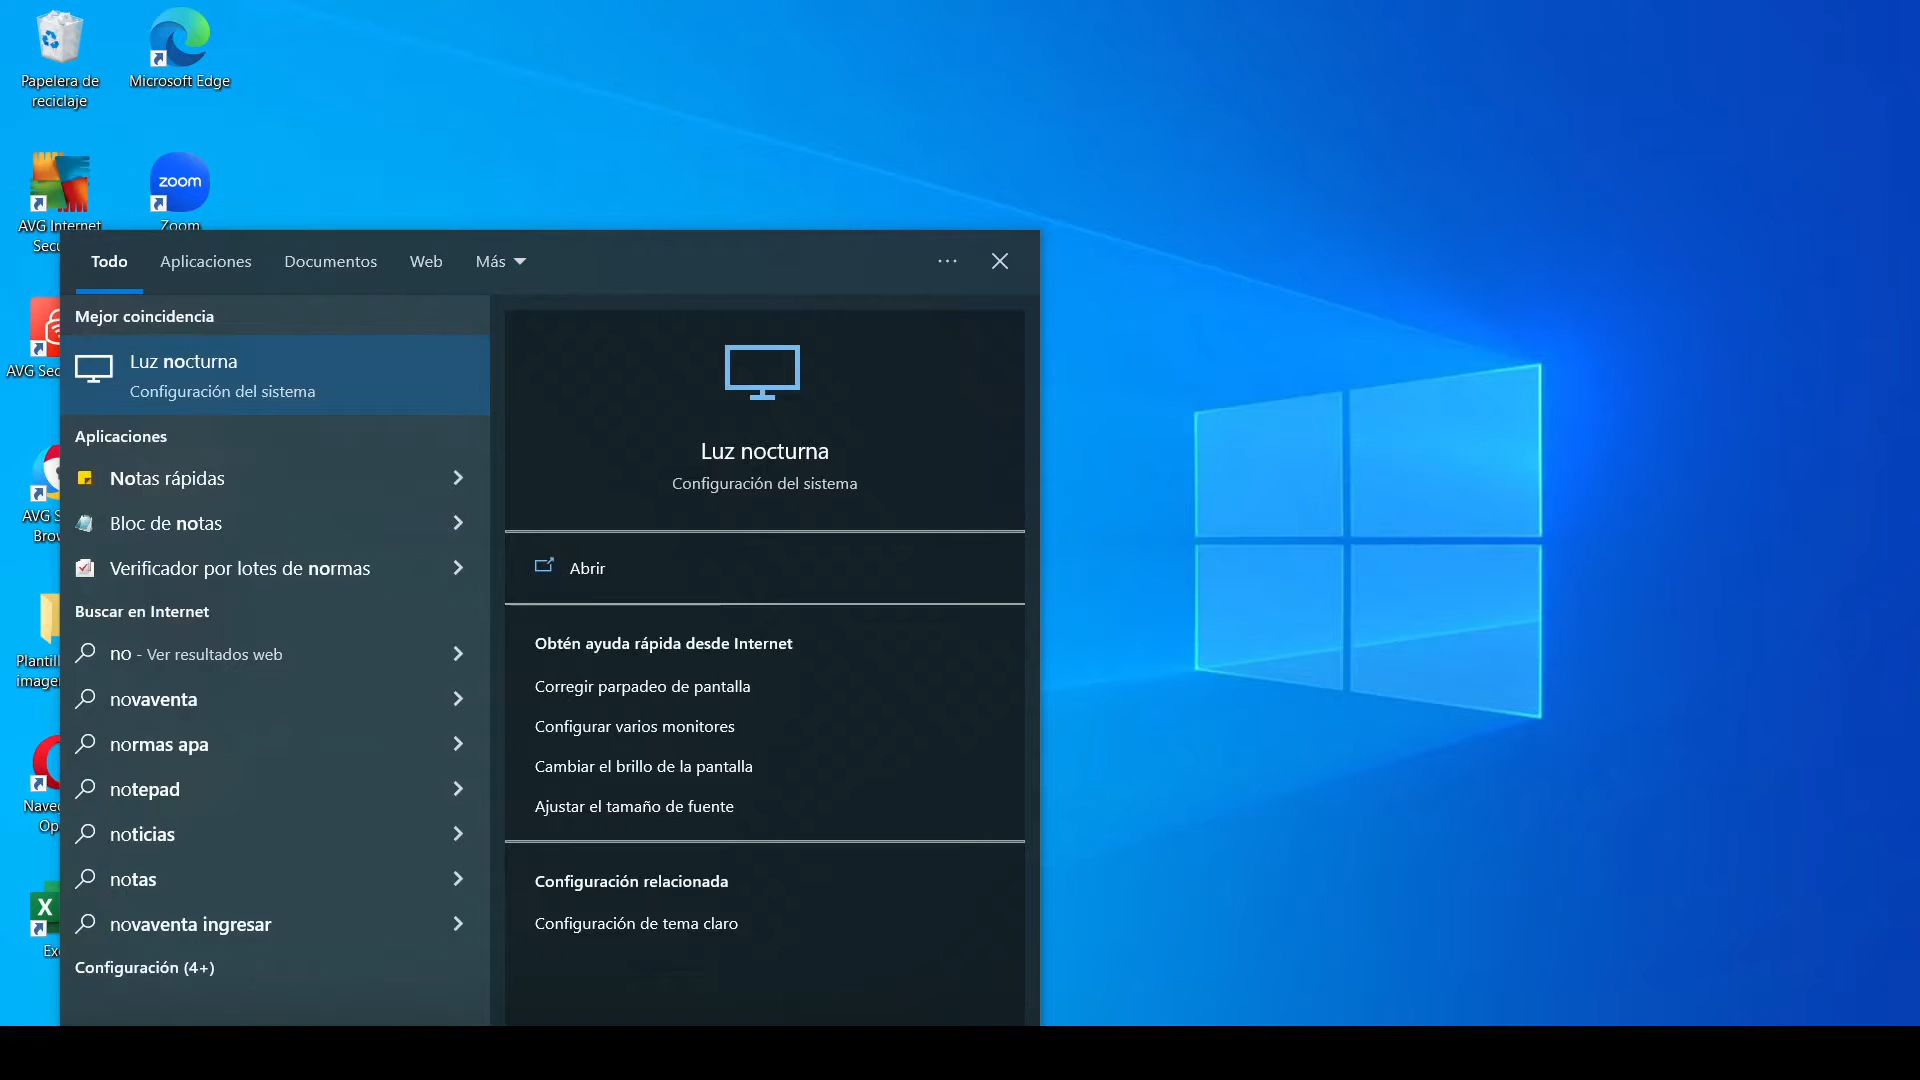 Papelera de
reciclaje
Microsoft Edge
AVG Internet
Secu
zoom
Zoom
AVG Sec
AVG S
Brow
Plantill
imagen
Naveg
Op
X
Exc
Todo
Aplicaciones
Documentos
Web
Más
Mejor coincidencia
Luz nocturna
Configuración del sistema
Aplicaciones
Notas rápidas
Bloc de notas
Verificador por lotes de normas
Buscar en Internet
no - Ver resultados web
novaventa
normas apa
notepad
noticias
notas
novaventa ingresar
Configuración (4+)
Luz nocturna
Configuración del sistema
Abrir
Obtén ayuda rápida desde Internet
Corregir parpadeo de pantalla
Configurar varios monitores
Cambiar el brillo de la pantalla
Ajustar el tamaño de fuente
Configuración relacionada
Configuración de tema claro